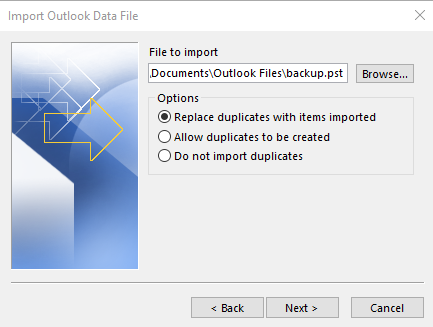 Import Outlook Data File
File to import
\Documents\Outlook Files\backup.pst
Browse...
Options
Replace duplicates with items imported
Allow duplicates to be created
Do not import duplicates
< Back
Next >
Cancel